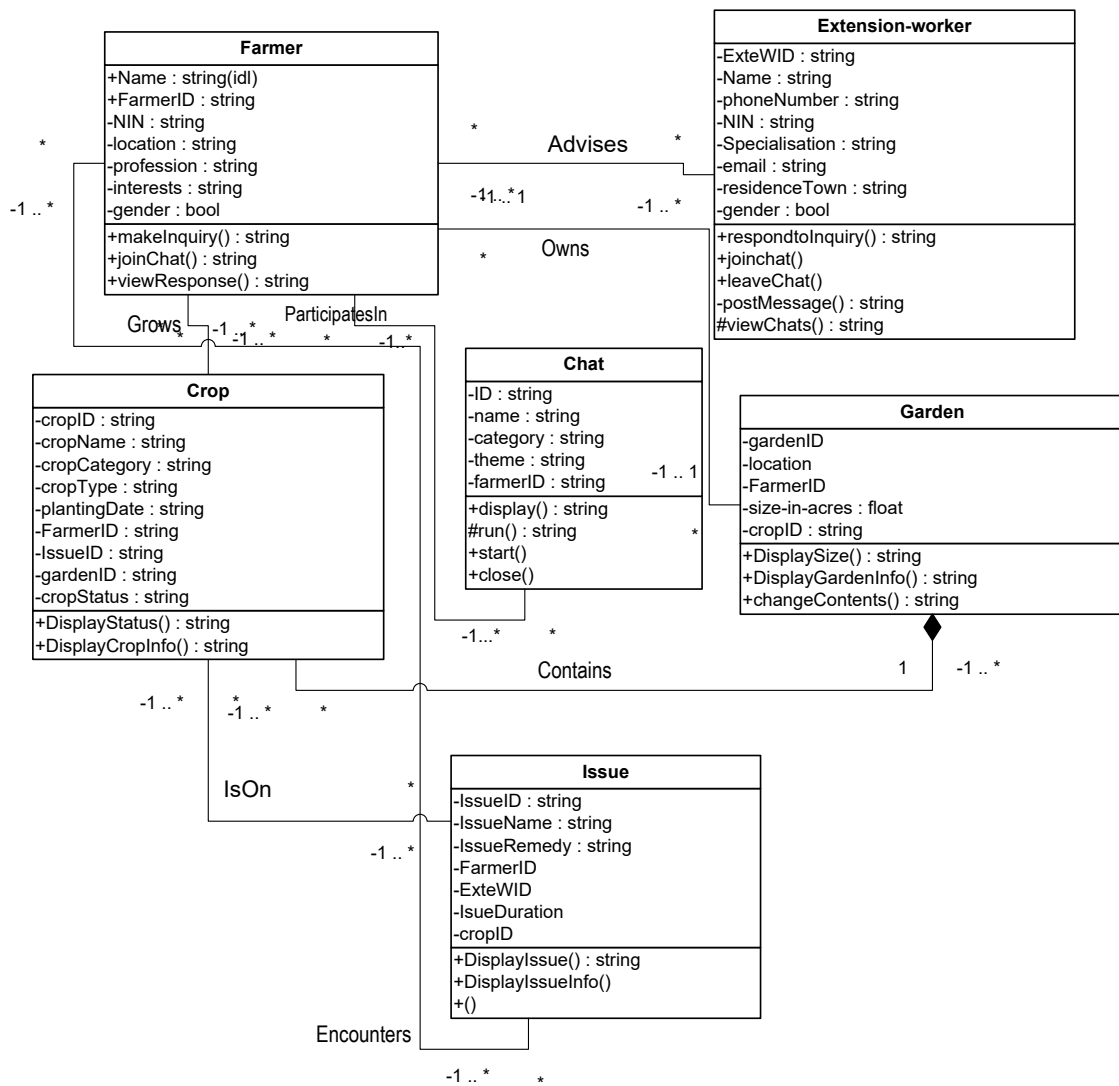 Farmer
+Name : string(idl)
+FarmerID : string
-NIN : string
-location : string
-profession : string
-interests : string
-gender : bool
+makeInquiry() : string
+joinChat() : string
+viewResponse() : string
Extension-worker
-ExteWID : string
-Name : string
-phoneNumber : string
-NIN : string
-Specialisation : string
-email : string
-residenceTown : string
-gender : bool
+respondtoInquiry() : string
+joinchat()
+leaveChat()
-postMessage() : string
#viewChats() : string
*
-1 .. *
*
Advises
*
-1 .. *
-1 .. 1
-1 .. *
Owns
*
Grows
*
*
-1 .. *
-1 .. *
ParticipatesIn
*
-1..*
Crop
-cropID : string
-cropName : string
-cropCategory : string
-cropType : string
-plantingDate : string
-FarmerID : string
-IssueID : string
-gardenID : string
-cropStatus : string
+DisplayStatus() : string
+DisplayCropInfo() : string
Chat
-ID : string
-name : string
-category : string
-theme : string
-farmerID : string
+display() : string
#run() : string
+start()
+close()
-1 .. 1
*
Garden
-gardenID
-location
-FarmerID
-size-in-acres : float
-cropID : string
+DisplaySize() : string
+DisplayGardenInfo() : string
+changeContents() : string
-1...*
*
Contains
1
-1 .. *
-1 .. *
*
-1 .. *
*
IsOn
*
-1 .. *
Issue
-IssueID : string
-IssueName : string
-IssueRemedy : string
-FarmerID
-ExteWID
-IsueDuration
-cropID
+DisplayIssue() : string
+DisplayIssueInfo()
+()
Encounters
-1 .. *
*